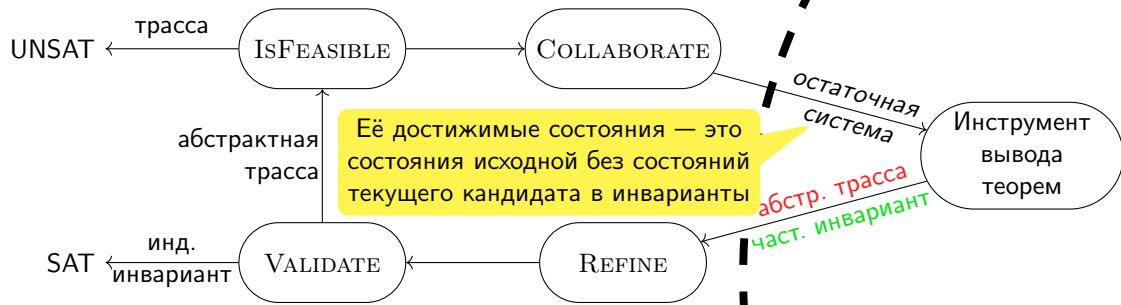 трасса
UNSAT
IsFeasible
Collaborate
остаточная
система
абстрактная
трасса
Её достижимые состояния — это
состояния исходной без состояний
текущего кандидата в инварианты
Инструмент
вывода
теорем
абстр. трасса
част. инвариант
инд.
инвариант
SAT
Validate
Refine